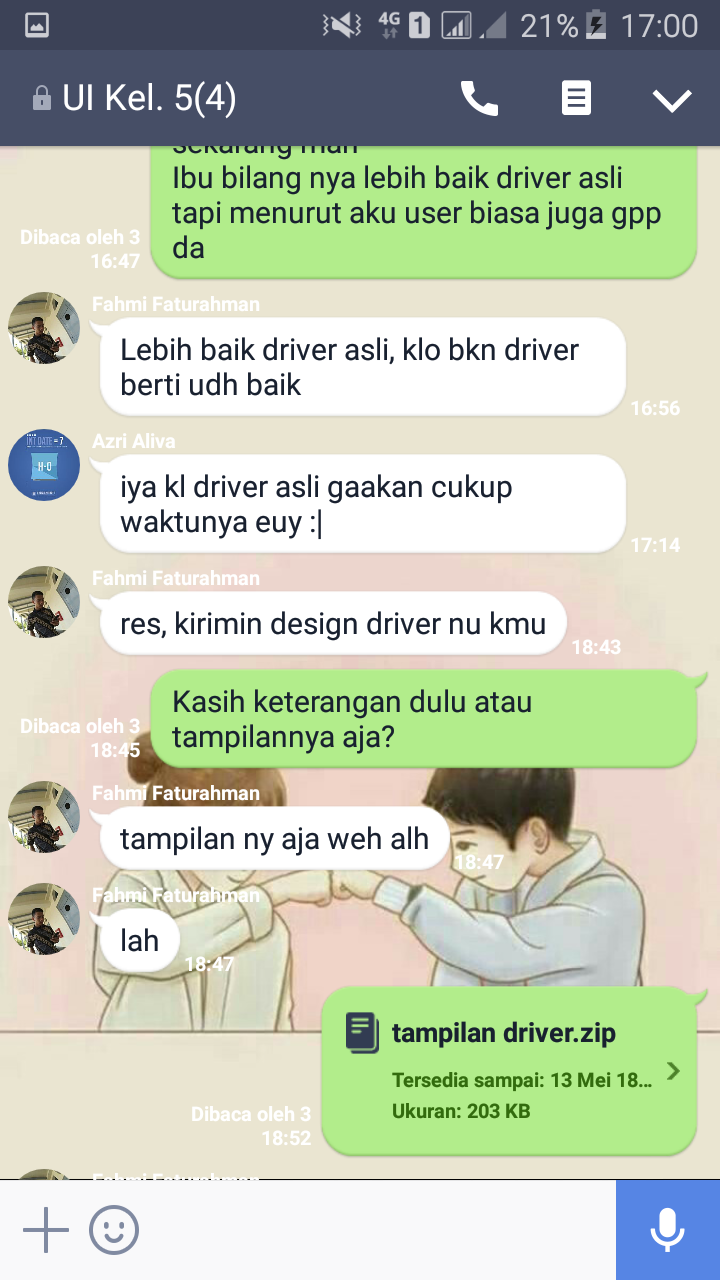 4G 1 21% 17:00
UI Kel. 5(4)
sekarang mah
Ibu bilang nya lebih baik driver asli
tapi menurut aku user biasa juga gpp
da
Dibaca oleh 3
16:47
Fahmi Faturahman
Lebih baik driver asli, klo bkn driver
berti udh baik
16:56
Azri Aliva
iya kl driver asli gaakan cukup
waktunya euy :|
17:14
Fahmi Faturahman
res, kirimin design driver nu kmu
18:43
Kasih keterangan dulu atau
tampilannya aja?
Dibaca oleh 3
18:45
Fahmi Faturahman
tampilan ny aja weh alh
18:47
Fahmi Faturahman
lah
18:47
tampilan driver.zip
Tersedia sampai: 13 Mei 18...
Ukuran: 203 KB
Dibaca oleh 3
18:52
Fahmi Faturahman